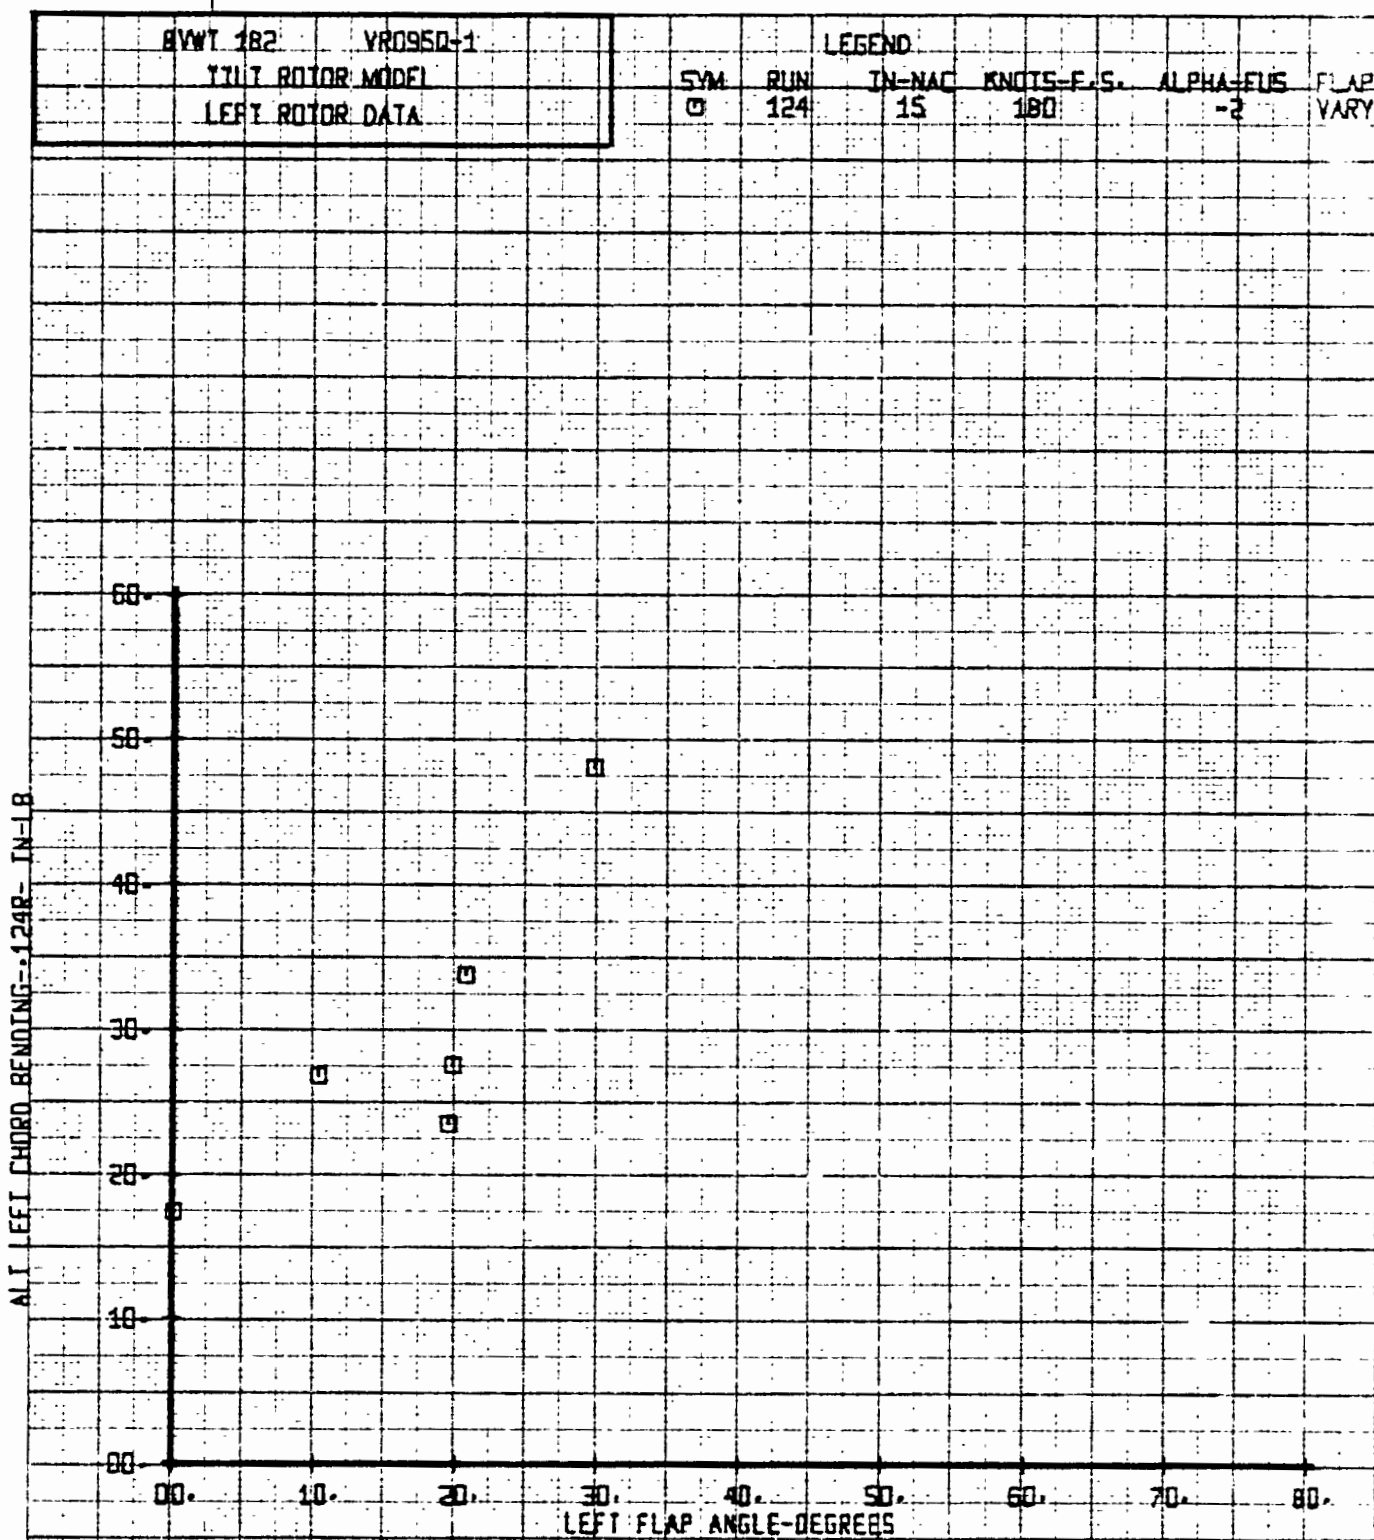 BVWT 182 VR095Q-1
TILT ROTOR MODEL
LEFT ROTOR DATA
LEGEND
SYM RUN IN-NAC KNOTS-F.S. ALPHA-FUS FLAP
124 15 180 -2 VARY
60.
50.
40.
30.
20.
10.
00.
ALT LEFT CHORD BENDING-.124R- IN-LB
00. 10. 20. 30. 40. 50. 60. 70. 80.
LEFT FLAP ANGLE-DEGREES